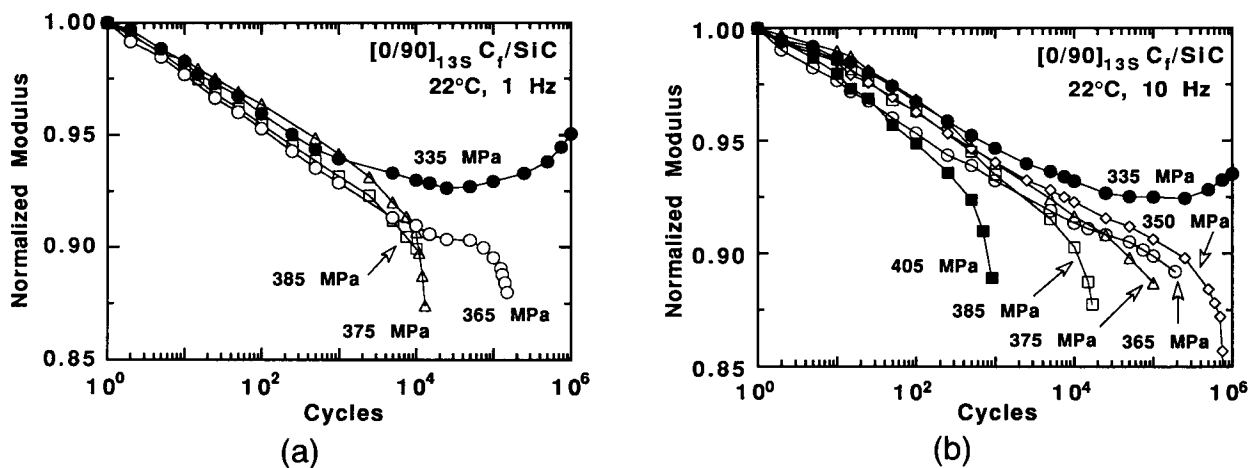 1.00
0.95
0.90
0.85
Normalized Modulus
[0/90]13S Cf/SiC
22°C, 1 Hz
335 MPa
385 MPa
375 MPa
365 MPa
10^0 10^2 10^4 10^6
Cycles
(a)
1.00
0.95
0.90
0.85
Normalized Modulus
[0/90]13S Cf/SiC
22°C, 10 Hz
335 MPa
350 MPa
405 MPa
385 MPa
375 MPa
365 MPa
10^0 10^2 10^4 10^6
Cycles
(b)